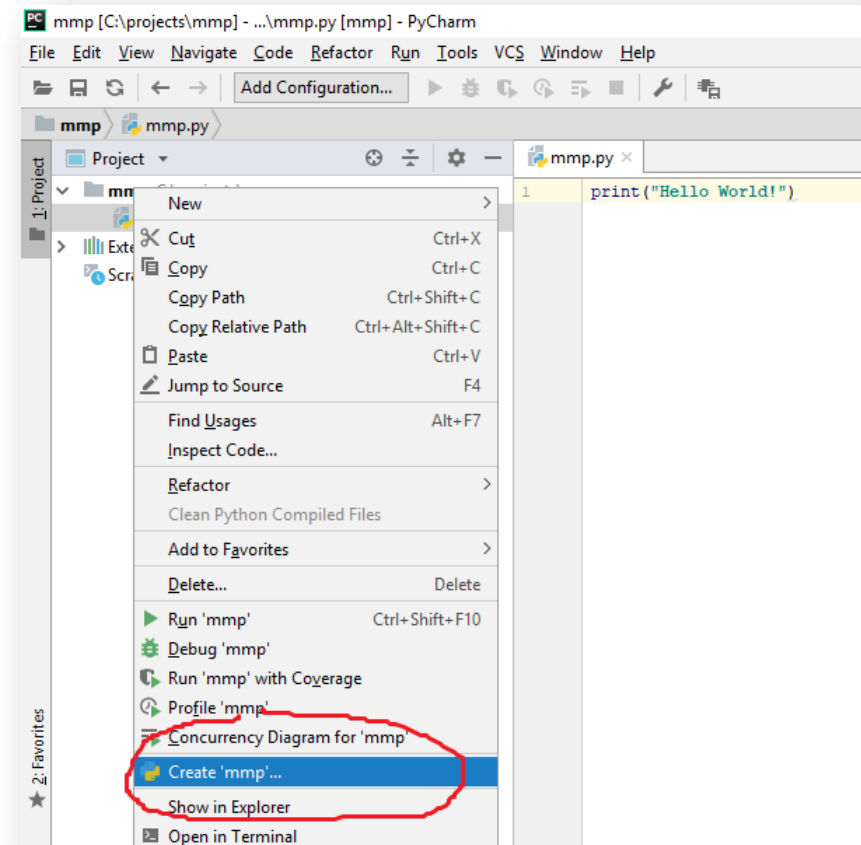 PC mmp [C:\projects\mmp] - ...\mmp.py [mmp] - PyCharm
File Edit View Navigate Code Refactor Run Tools VCS Window Help
Add Configuration...
mmp mmp.py
1: Project
Project
mmp.py
1 print("Hello World!")
New
Cut Ctrl+X
Copy Ctrl+C
Copy Path Ctrl+Shift+C
Copy Relative Path Ctrl+Alt+Shift+C
Paste Ctrl+V
Jump to Source F4
Find Usages Alt+F7
Inspect Code...
Refactor
Clean Python Compiled Files
Add to Favorites
Delete... Delete
Run 'mmp' Ctrl+Shift+F10
Debug 'mmp'
Run 'mmp' with Coverage
Profile 'mmp'
Concurrency Diagram for 'mmp'
Create 'mmp'...
Show in Explorer
Open in Terminal
2: Favorites